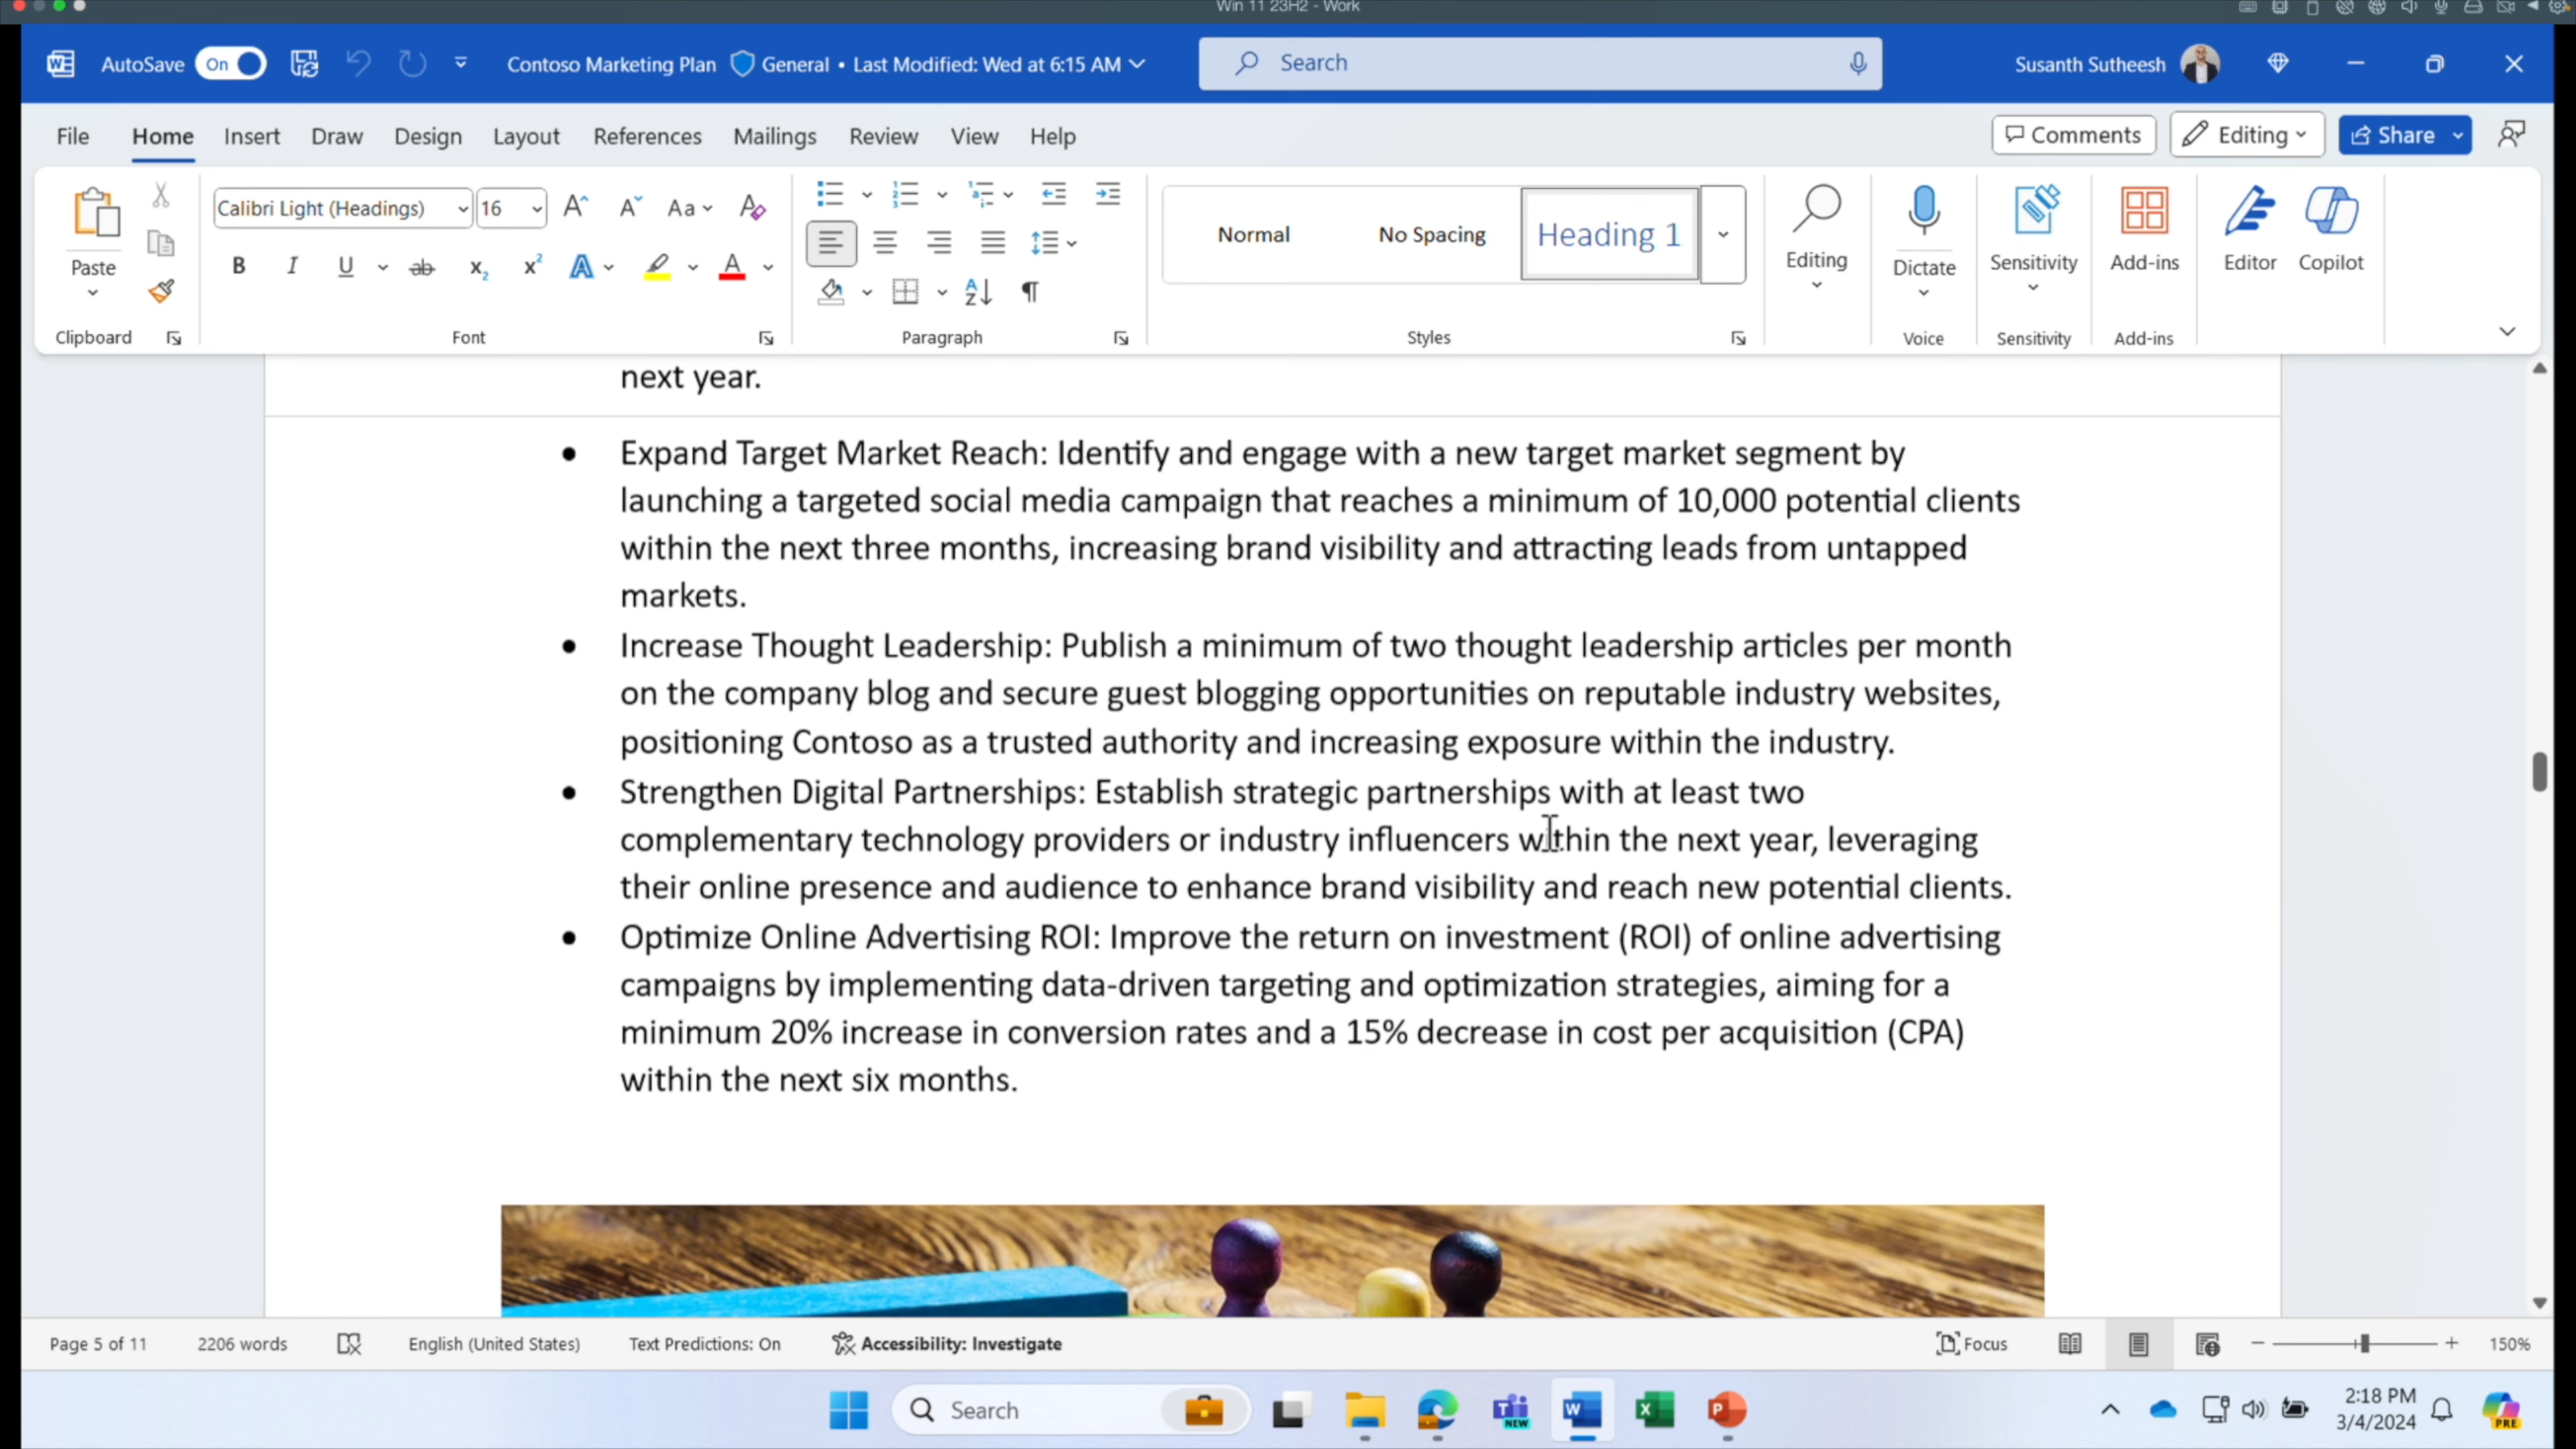 Win 11 23H2 - Work
AutoSave On Contoso Marketing Plan General • Last Modified: Wed at 6:15 AM Search Susanth Sutheesh
File Home Insert Draw Design Layout References Mailings Review View Help Comments Editing Share
Calibri Light (Headings) 16 Aa
Normal No Spacing Heading 1
Paste Editing Dictate Sensitivity Add-ins Editor Copilot
Clipboard Font Paragraph Styles Voice Sensitivity Add-ins
next year.
• Expand Target Market Reach: Identify and engage with a new target market segment by
launching a targeted social media campaign that reaches a minimum of 10,000 potential clients
within the next three months, increasing brand visibility and attracting leads from untapped
markets.
• Increase Thought Leadership: Publish a minimum of two thought leadership articles per month
on the company blog and secure guest blogging opportunities on reputable industry websites,
positioning Contoso as a trusted authority and increasing exposure within the industry.
• Strengthen Digital Partnerships: Establish strategic partnerships with at least two
complementary technology providers or industry influencers within the next year, leveraging
their online presence and audience to enhance brand visibility and reach new potential clients.
• Optimize Online Advertising ROI: Improve the return on investment (ROI) of online advertising
campaigns by implementing data-driven targeting and optimization strategies, aiming for a
minimum 20% increase in conversion rates and a 15% decrease in cost per acquisition (CPA)
within the next six months.
Page 5 of 11 2206 words English (United States) Text Predictions: On Accessibility: Investigate Focus 150%
Search NEW 2:18 PM
3/4/2024 PRE